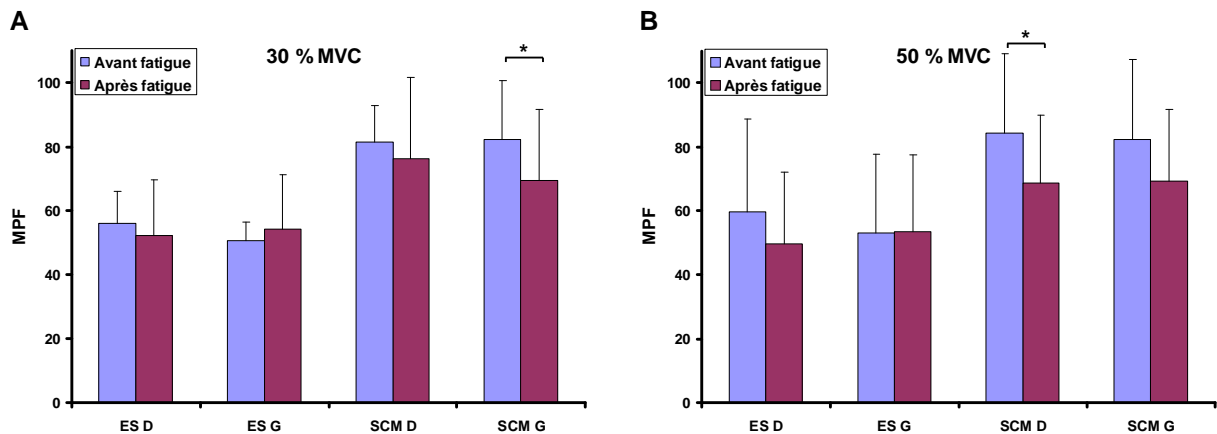 A
30 % MVC
Avant fatigue
Après fatigue
*
100
80
60
40
20
0
MPF
ES D
ES G
SCM D
SCM G
B
50 % MVC
Avant fatigue
Après fatigue
*
100
80
60
40
20
0
MPF
ES D
ES G
SCM D
SCM G